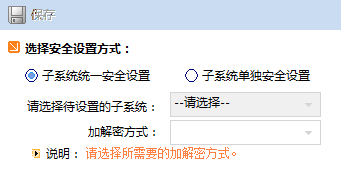 保存
选择安全设置方式：
子系统统一安全设置 子系统单独安全设置
请选择待设置的子系统： --请选择--
加解密方式：
说明： 请选择所需要的加解密方式。